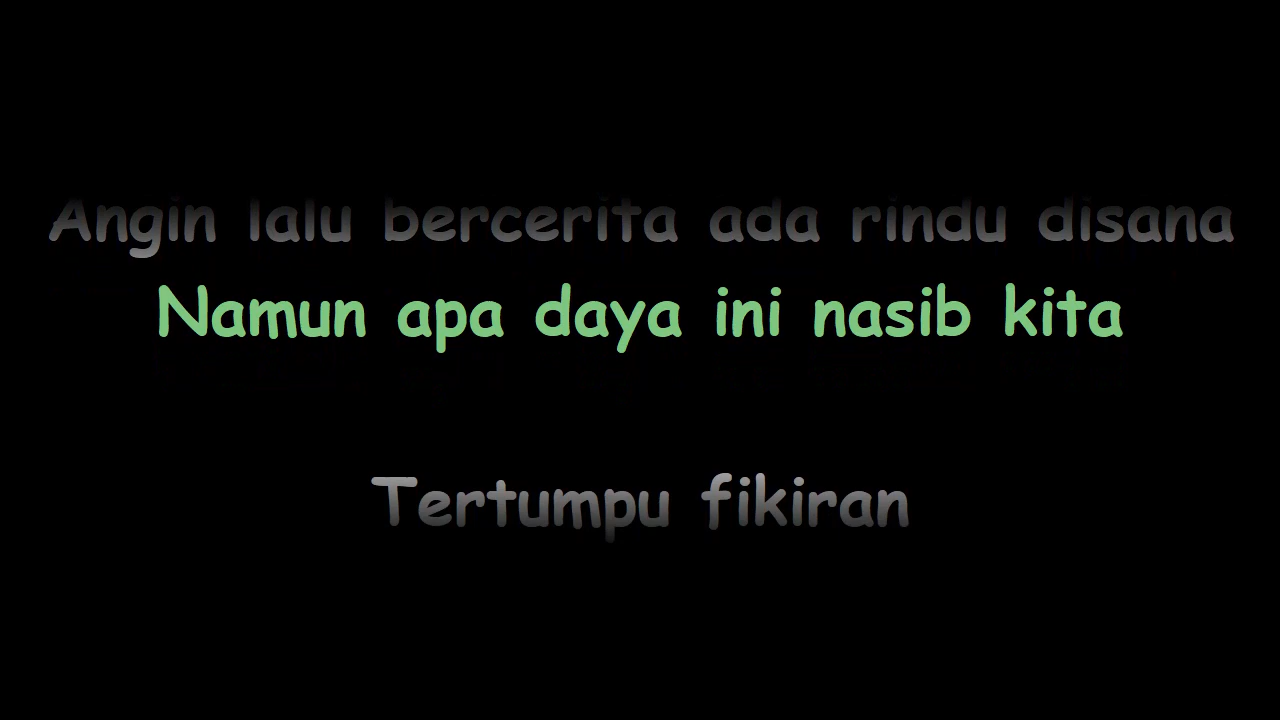 Angin lalu bercerita ada rindu disana
Namun apa daya ini nasib kita
Tertumpu fikiran